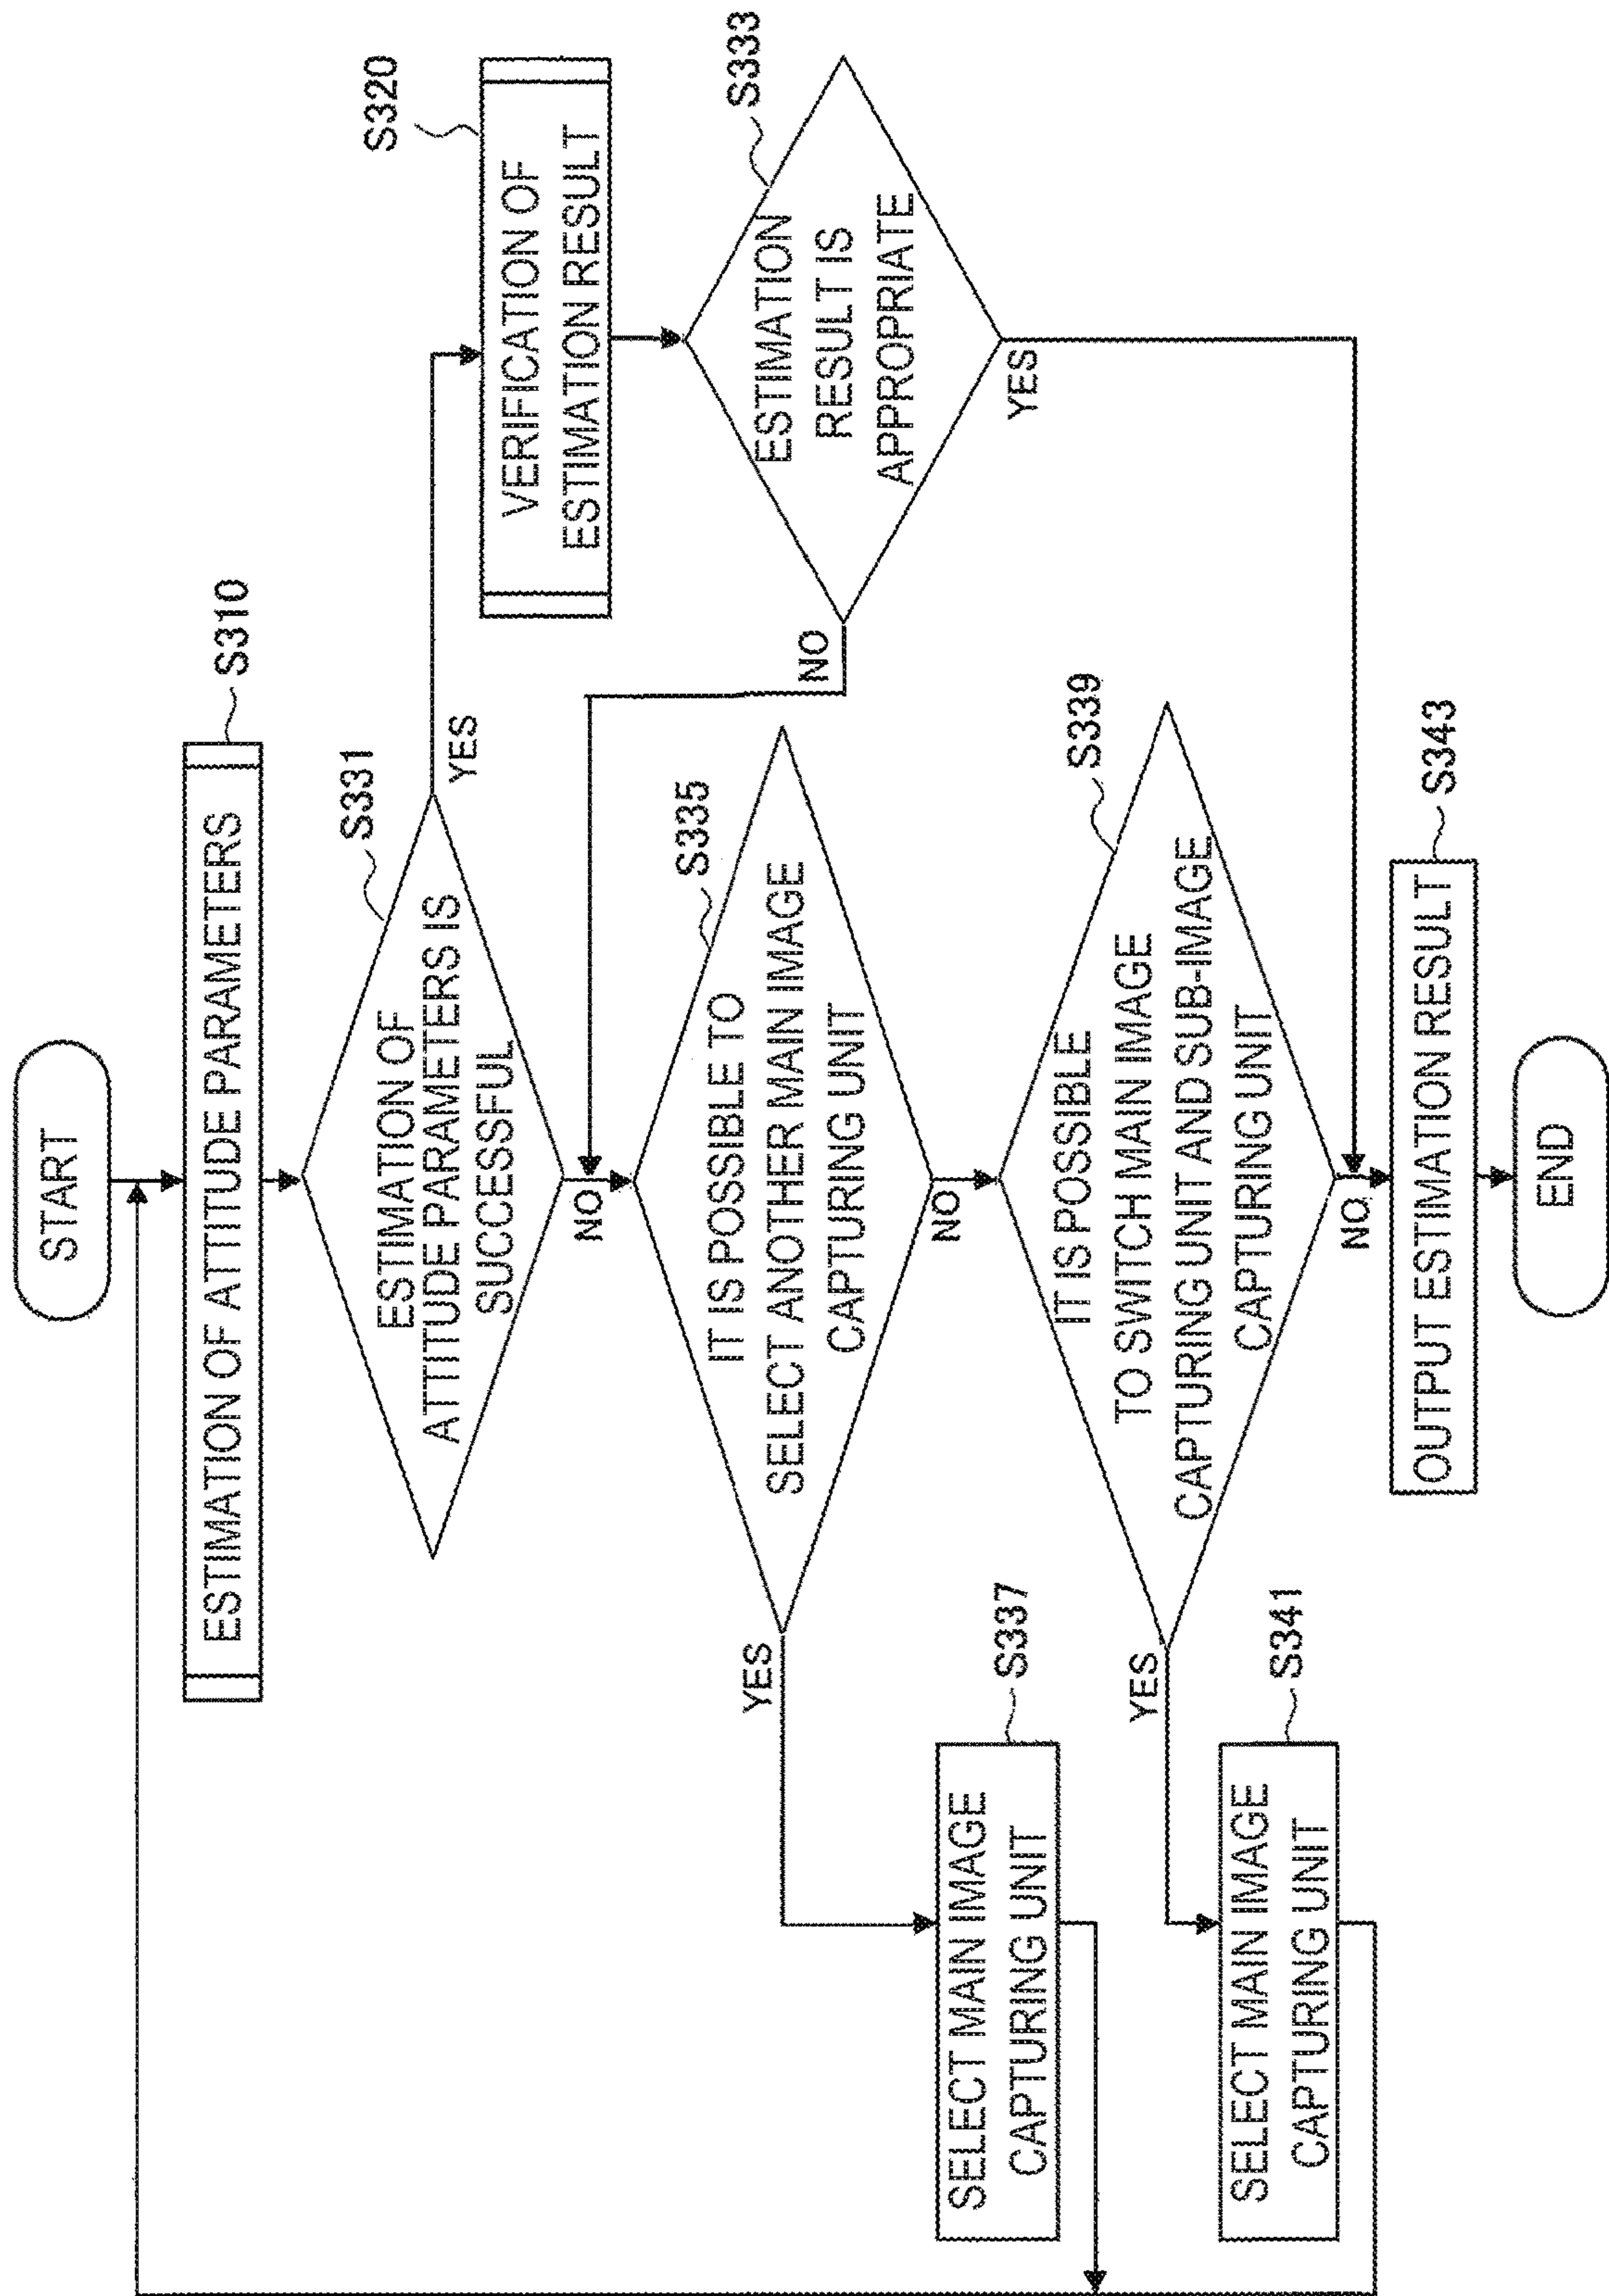 START
S310
ESTIMATION OF ATTITUDE PARAMETERS
S331
ESTIMATION OF
ATTITUDE PARAMETERS IS
SUCCESSFUL
YES
NO
S320
VERIFICATION OF
ESTIMATION RESULT
S333
ESTIMATION
RESULT IS
APPROPRIATE
NO
YES
S335
IT IS POSSIBLE TO
SELECT ANOTHER MAIN IMAGE
CAPTURING UNIT
YES
NO
S337
SELECT MAIN IMAGE
CAPTURING UNIT
S339
IT IS POSSIBLE
TO SWITCH MAIN IMAGE
CAPTURING UNIT AND SUB-IMAGE
CAPTURING UNIT
YES
NO
S341
SELECT MAIN IMAGE
CAPTURING UNIT
S343
OUTPUT ESTIMATION RESULT
END